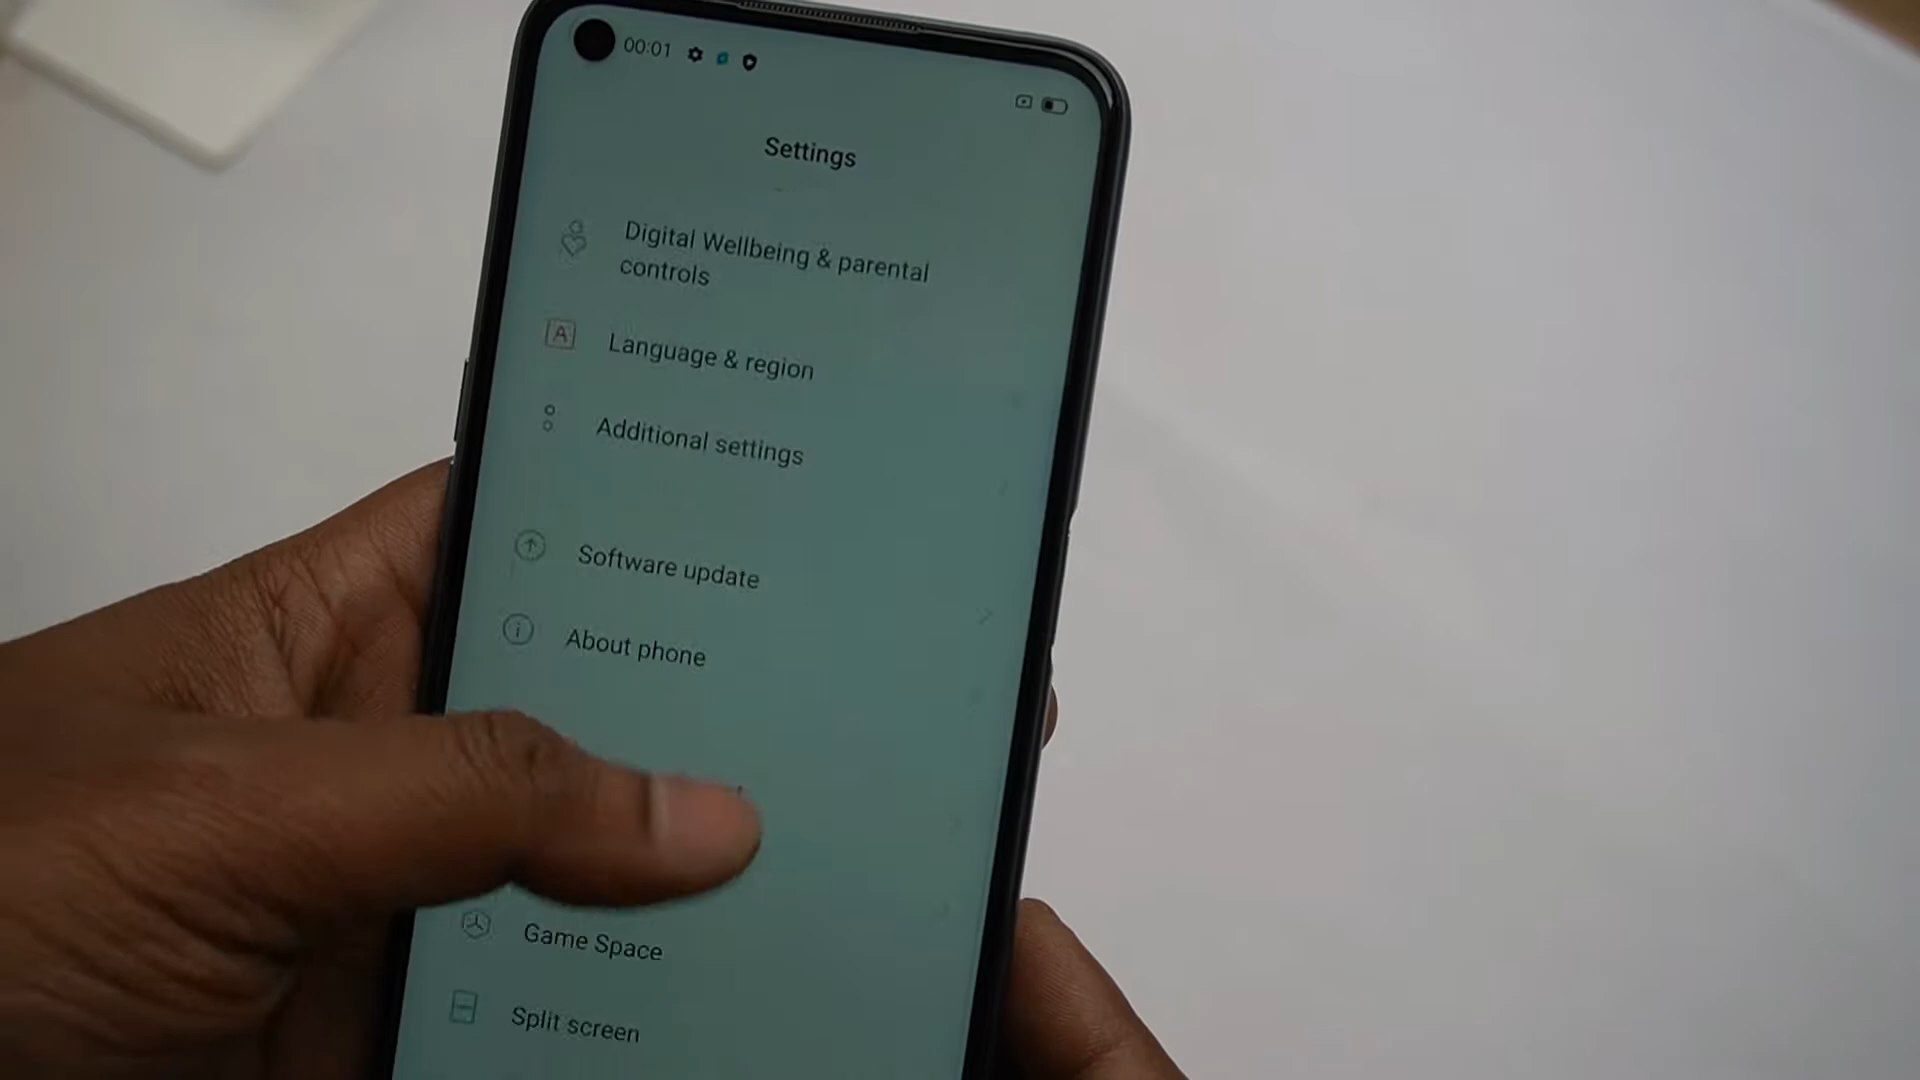 00:01
Settings
Digital Wellbeing & parental
controls
A
Language & region
Additional settings
Software update
i
About phone
Game Space
Split screen